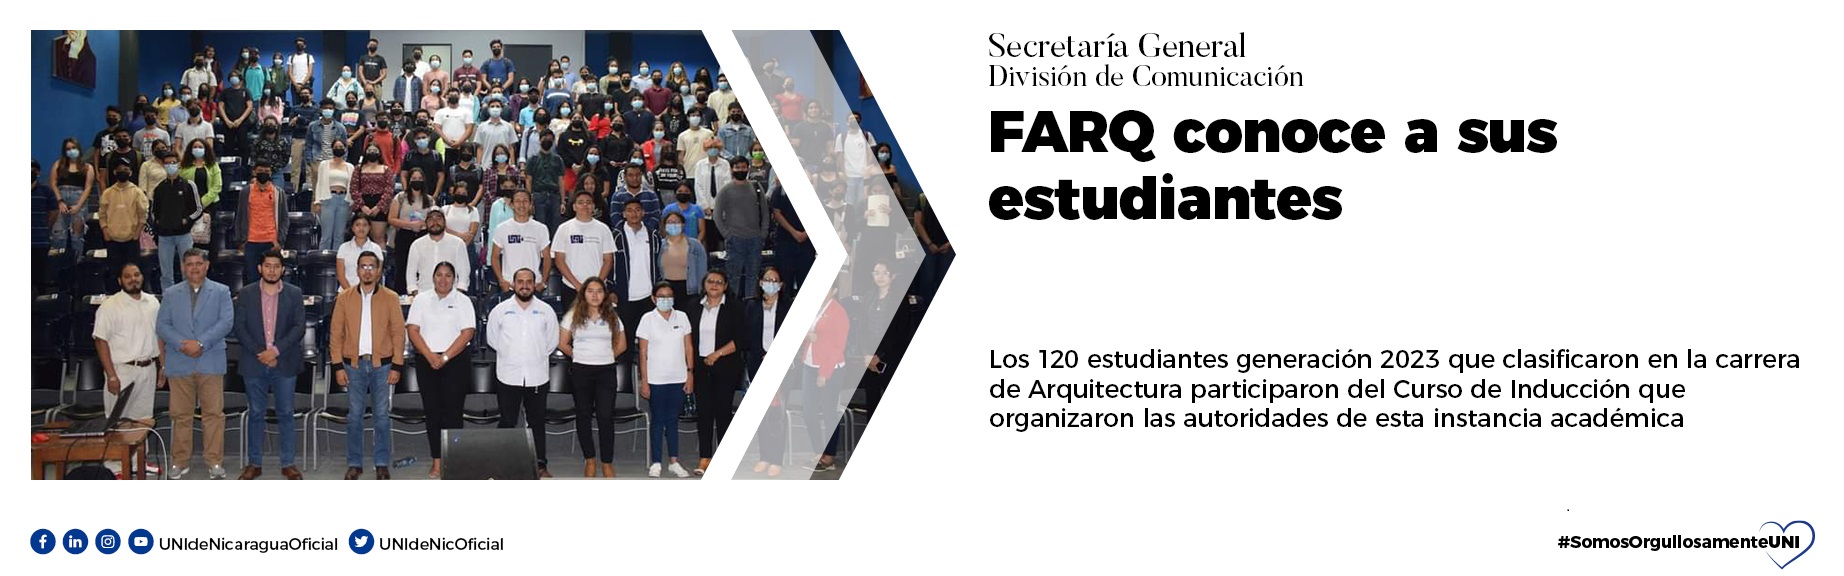 Secretaría General
División de Comunicación
FARQ conoce a sus
estudiantes
Los 120 estudiantes generación 2023 que clasificaron en la carrera
de Arquitectura participaron del Curso de Inducción que
organizaron las autoridades de esta instancia académica
UNIdeNicaraguaOficial UNIdeNicOficial
#SomosOrgullosamenteUNI